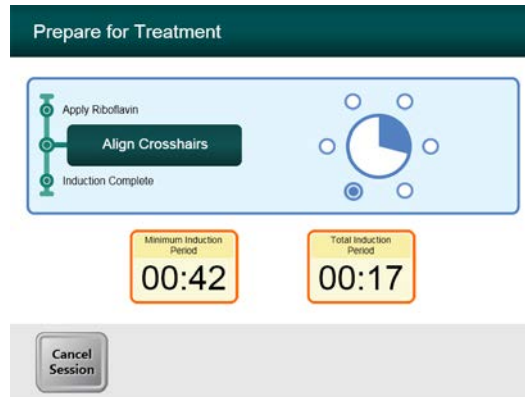 Prepare for Treatment
Apply Riboflavin
Align Crosshairs
Induction Complete
Minimum Induction
Period
00:42
Total Induction
Period
00:17
Cancel
Session